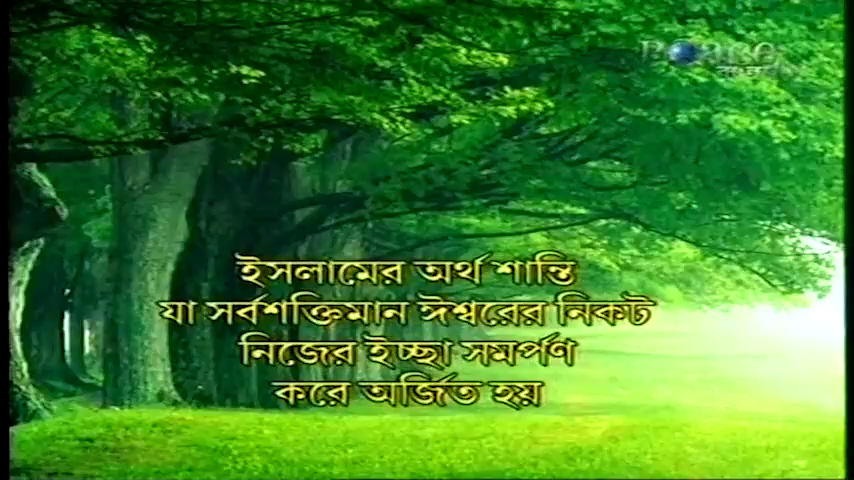 ইসলামের অর্থ শান্তি
যা সর্বশক্তিমান ঈশ্বরের নিকট
নিজের ইচ্ছা সমর্পণ
করে অর্জিত হয়